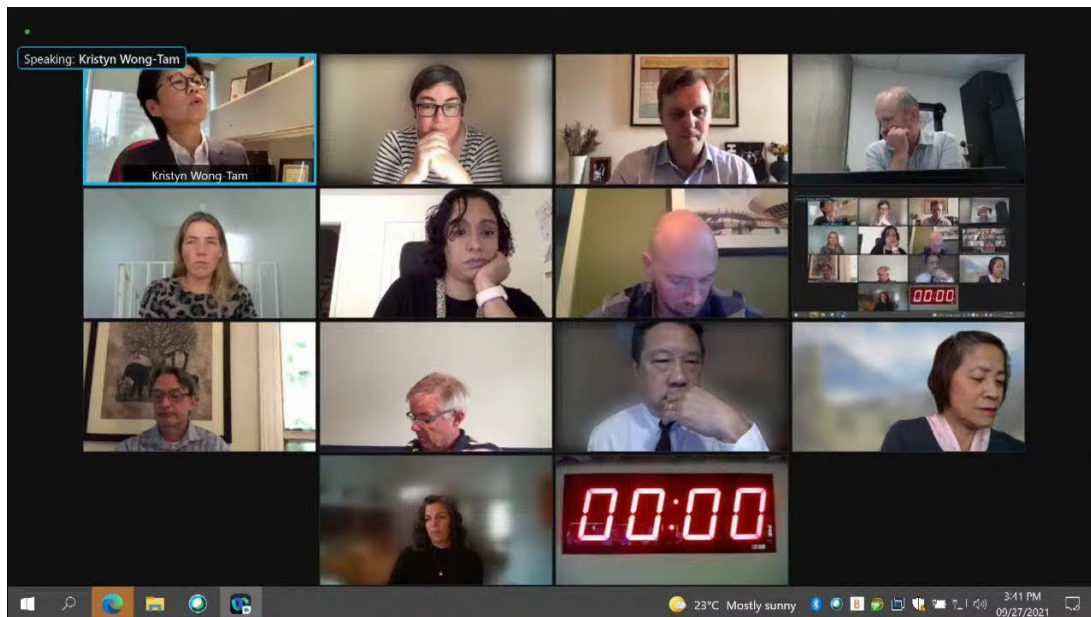 Speaking: Kristyn Wong-Tam
Kristyn Wong-Tam
00:00
00:00
23°C Mostly sunny
3:41 PM
09/27/2021